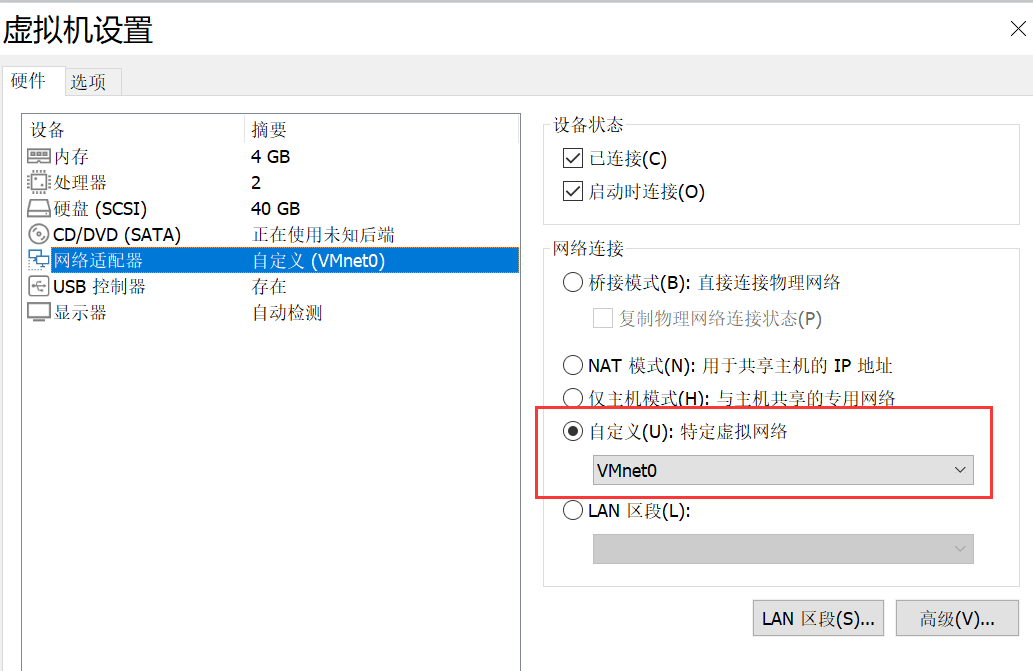 虚拟机设置
硬件 选项
设备 摘要
内存 4 GB
处理器 2
硬盘 (SCSI) 40 GB
CD/DVD (SATA) 正在使用未知后端
网络适配器 自定义 (VMnet0)
USB 控制器 存在
显示器 自动检测
设备状态
已连接(C)
启动时连接(O)
网络连接
桥接模式(B): 直接连接物理网络
复制物理网络连接状态(P)
NAT 模式(N): 用于共享主机的 IP 地址
仅主机模式(H): 与主机共享的专用网络
自定义(U): 特定虚拟网络
VMnet0
LAN 区段(L):
LAN 区段(S)... 高级(V)...